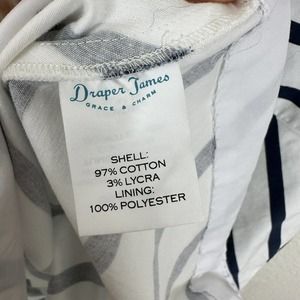 Draper James
GRACE & CHARM
SHELL:
97% COTTON
3% LYCRA
LINING:
100% POLYESTER